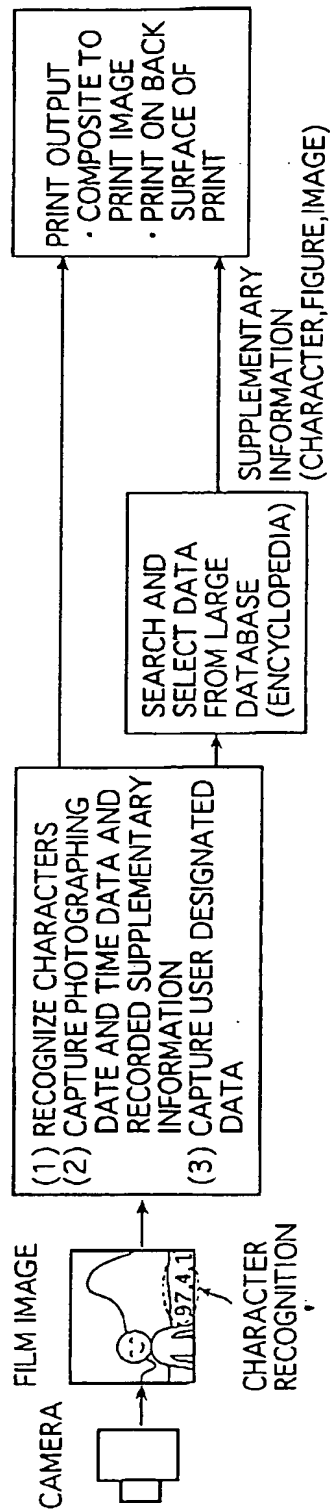 CAMERA
FILM IMAGE
'97.4.1
CHARACTER
RECOGNITION
(1) RECOGNIZE CHARACTERS
(2) CAPTURE PHOTOGRAPHING
DATE AND TIME DATA AND
RECORDED SUPPLEMENTARY
INFORMATION
(3) CAPTURE USER DESIGNATED
DATA
SEARCH AND
SELECT DATA
FROM LARGE
DATABASE
(ENCYCLOPEDIA)
SUPPLEMENTARY
INFORMATION
(CHARACTER,FIGURE,IMAGE)
PRINT OUTPUT
· COMPOSITE TO
PRINT IMAGE
· PRINT ON BACK
SURFACE OF
PRINT